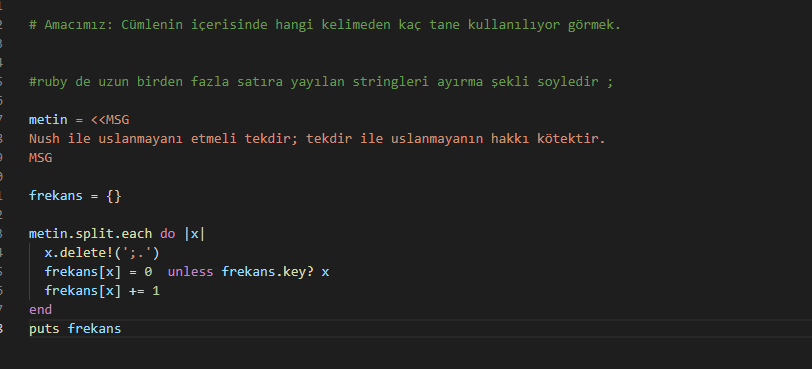 # Amacımız: Cümlenin içerisinde hangi kelimeden kaç tane kullanılıyor görmek.
#ruby de uzun birden fazla satıra yayılan stringleri ayırma şekli soyledir ;
metin = <<MSG
Nush ile uslanmayanı etmeli tekdir; tekdir ile uslanmayanın hakkı kötektir.
MSG
frekans = {}
metin.split.each do |x|
  x.delete!(';.')
  frekans[x] = 0  unless frekans.key? x
  frekans[x] += 1
end
puts frekans